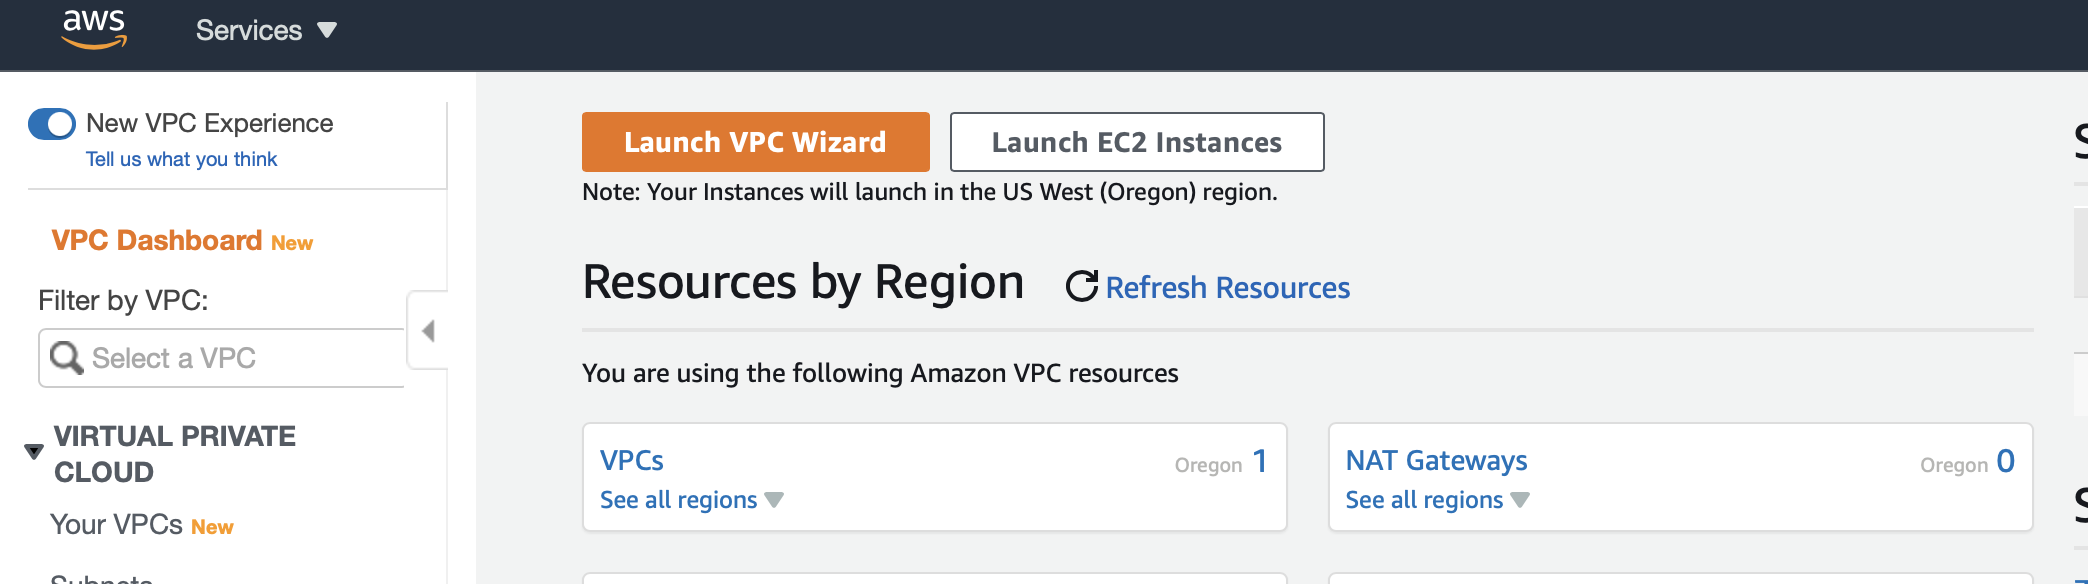 aws
Services
New VPC Experience
Tell us what you think
VPC Dashboard New
Filter by VPC:
Select a VPC
VIRTUAL PRIVATE
CLOUD
Your VPCs New
Launch VPC Wizard
Launch EC2 Instances
Note: Your Instances will launch in the US West (Oregon) region.
Resources by Region
Refresh Resources
You are using the following Amazon VPC resources
VPCs
Oregon 1
See all regions
NAT Gateways
Oregon 0
See all regions